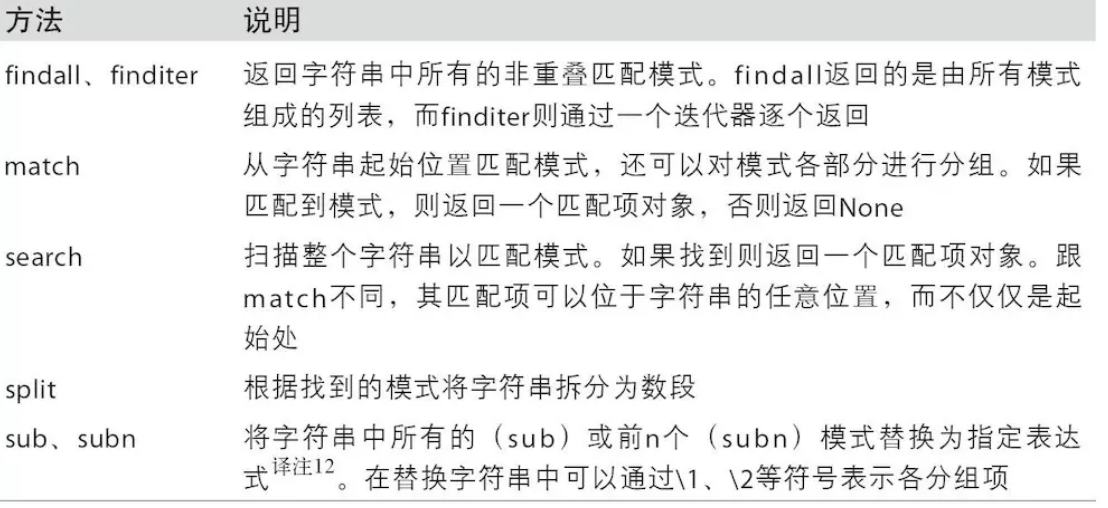 方法 说明
findall、finditer 返回字符串中所有的非重叠匹配模式。findall返回的是由所有模式
组成的列表，而finditer则通过一个迭代器逐个返回
match 从字符串起始位置匹配模式，还可以对模式各部分进行分组。如果
匹配到模式，则返回一个匹配项对象，否则返回None
search 扫描整个字符串以匹配模式。如果找到则返回一个匹配项对象。跟
match不同，其匹配项可以位于字符串的任意位置，而不仅仅是起
始处
split 根据找到的模式将字符串拆分为数段
sub、subn 将字符串中所有的（sub）或前n个（subn）模式替换为指定表达
式译注12。在替换字符串中可以通过\1、\2等符号表示各分组项